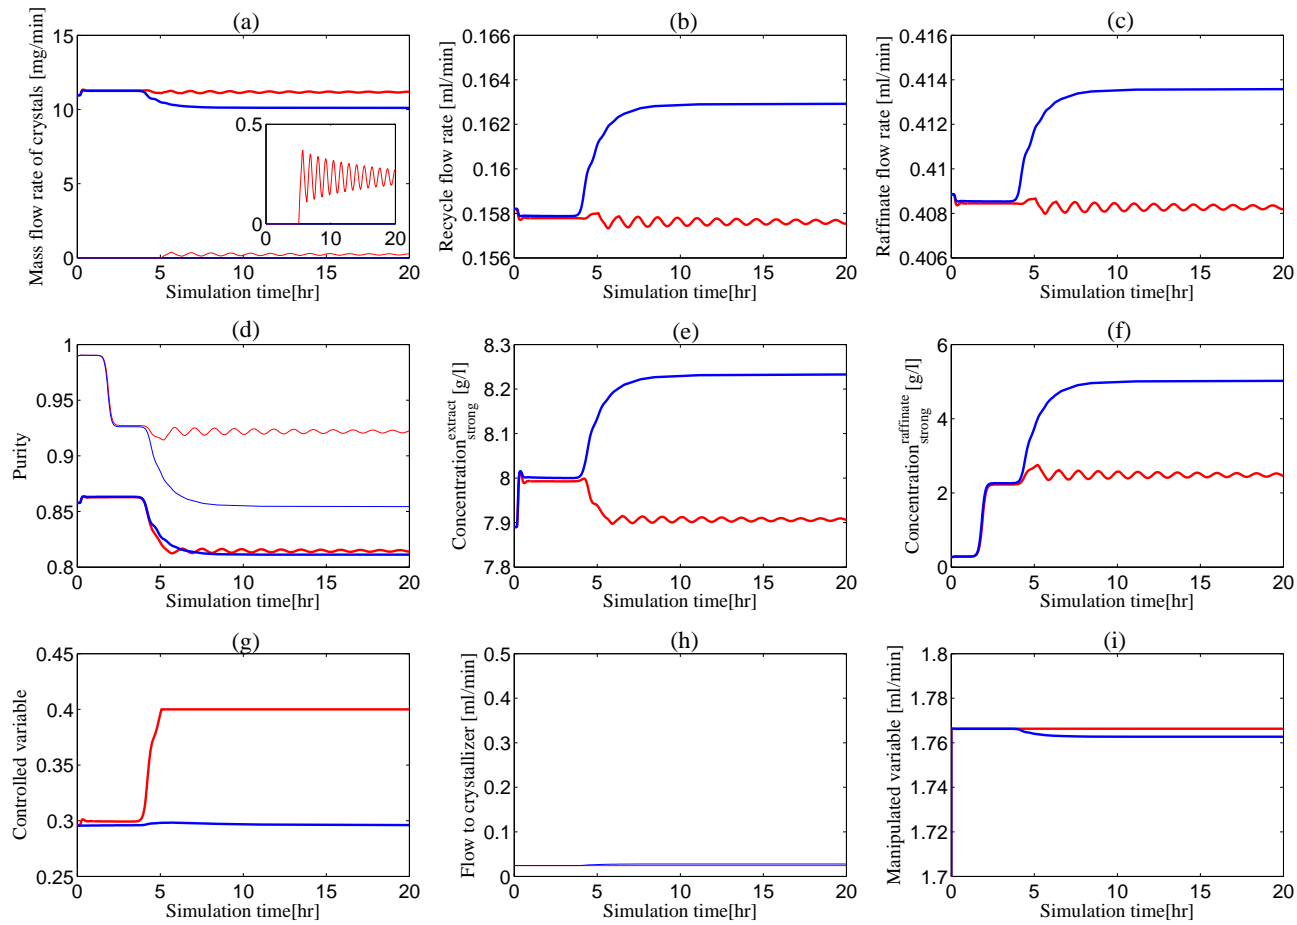 (a)
Mass flow rate of crystals [mg/min]
15
10
5
0
0.5
0
0 10 20
0 5 10 15 20
Simulation time[hr]
(b)
Recycle flow rate [ml/min]
0.166
0.164
0.162
0.16
0.158
0.156
0 5 10 15 20
Simulation time[hr]
(c)
Raffinate flow rate [ml/min]
0.416
0.414
0.412
0.41
0.408
0.406
0 5 10 15 20
Simulation time[hr]
(d)
Purity
1
0.95
0.9
0.85
0.8
0 5 10 15 20
Simulation time[hr]
(e)
Concentration extract strong [g/l]
8.3
8.2
8.1
8
7.9
7.8
0 5 10 15 20
Simulation time[hr]
(f)
Concentration raffinate strong [g/l]
6
4
2
0
0 5 10 15 20
Simulation time[hr]
(g)
Controlled variable
0.45
0.4
0.35
0.3
0.25
0 5 10 15 20
Simulation time[hr]
(h)
Flow to crystallizer [ml/min]
0.5
0.4
0.3
0.2
0.1
0
0 5 10 15 20
Simulation time[hr]
(i)
Manipulated variable [ml/min]
1.8
1.78
1.76
1.74
1.72
1.7
0 5 10 15 20
Simulation time[hr]